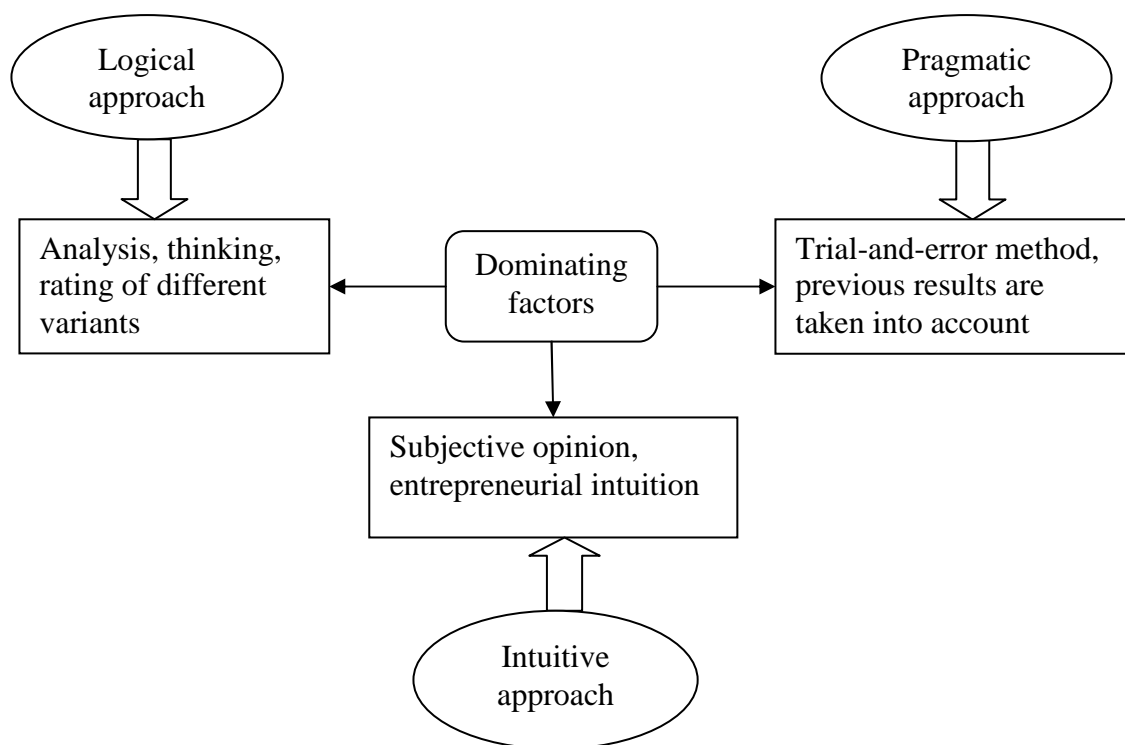 Logical
approach
Pragmatic
approach
Analysis, thinking,
rating of different
variants
Dominating
factors
Trial-and-error method,
previous results are
taken into account
Subjective opinion,
entrepreneurial intuition
Intuitive
approach